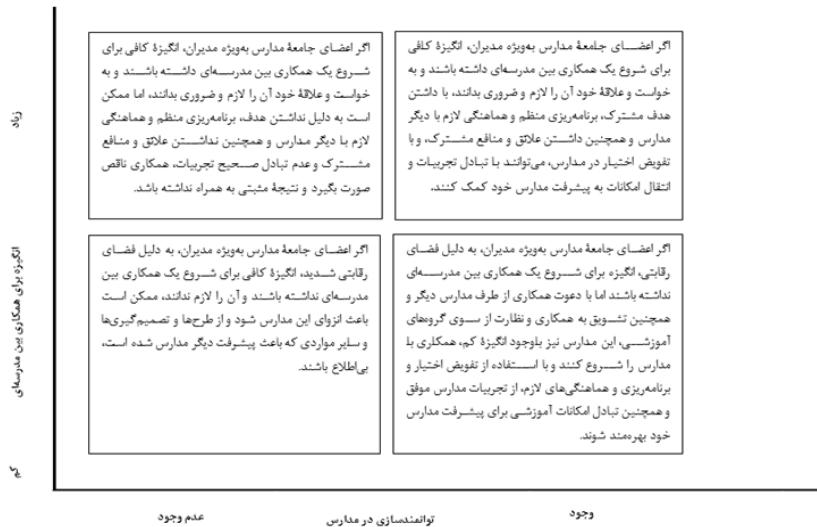 اگر اعضای جامعهٔ مدارس به‌ویژه مدیران، انگیزهٔ کافی
برای شروع یک همکاری بین مدرسه‌ای داشته باشند و به
خواست و علاقهٔ خود آن را لازم و ضروری بدانند، با داشتن
هدف مشترک، برنامه‌ریزی منظم و هماهنگی لازم با دیگر
مدارس و همچنین داشتن علائق و منافع مشترک، و با
تفویض اختیار در مدارس، می‌توانند با تبادل تجربیات و
انتقال امکانات به پیشرفت مدارس خود کمک کنند.
اگر اعضای جامعهٔ مدارس به‌ویژه مدیران، انگیزهٔ کافی برای
شروع یک همکاری بین مدرسه‌ای داشته باشند و به
خواست و علاقهٔ خود آن را لازم و ضروری بدانند، اما ممکن
است به دلیل نداشتن هدف، برنامه‌ریزی منظم و هماهنگی
لازم با دیگر مدارس و همچنین نداشتن علائق و منافع
مشترک و عدم تبادل صحیح تجربیات، همکاری ناقص
صورت بگیرد و نتیجهٔ مثبتی به همراه نداشته باشد.
زیاد
اگر اعضای جامعهٔ مدارس به‌ویژه مدیران، به دلیل فضای
رقابتی، انگیزه برای شروع یک همکاری بین مدرسه‌ای
نداشته باشند اما با دعوت همکاری از طرف مدارس دیگر و
همچنین تشویق به همکاری و نظارت از سوی گروه‌های
آموزشی، این مدارس نیز باوجود انگیزهٔ کم، همکلری با
مدارس را شروع کنند و با استفاده از تفویض اختیار و
برنامه‌ریزی و هماهنگی‌های لازم، از تجربیات مدارس موفق
و همچنین تبادل امکانات آموزشی برای پیشرفت مدارس
خود بهره‌مند شوند.
اگر اعضای جامعهٔ مدارس به‌ویژه مدیران، به دلیل فضای
رقابتی شدید، انگیزهٔ کافی برای شروع یک همکاری بین
مدرسه‌ای نداشته باشند و آن را لازم ندانند، ممکن است
باعث انزوای این مدارس شود و از طرح‌ها و تصمیم‌گیری‌ها
و سایر مواردی که باعث پیشرفت دیگر مدارس شده است،
بی‌اطلاع باشند.
انگیزه برای همکاری بین مدرسه‌ای
کم
وجود
توانمندسازی در مدارس
عدم وجود